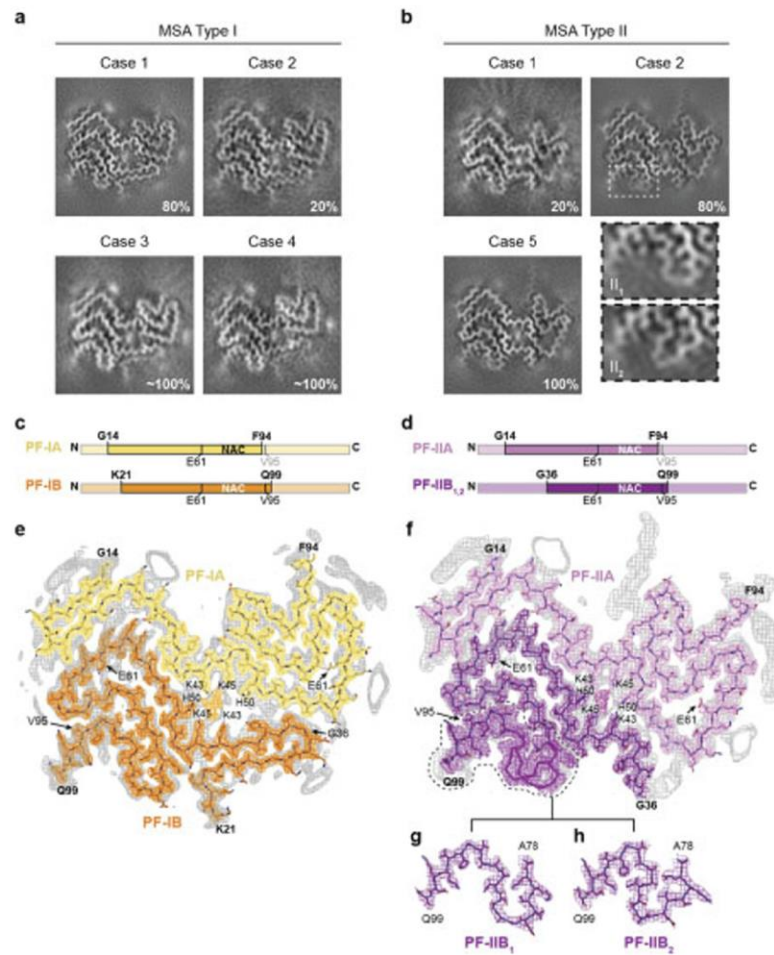 a
MSA Type I
Case 1
Case 2
80%
20%
Case 3
Case 4
~100%
~100%
b
MSA Type II
Case 1
Case 2
20%
80%
Case 5
100%
II1
II2
c
G14
F94
PF-IA
N
NAC
C
E61
V95
K21
Q99
PF-IB
N
NAC
C
E61
V95
d
G14
F94
PF-IIA
N
NAC
C
E61
V95
G36
Q99
PF-IIB1,2
N
NAC
C
E61
V95
e
G14
PF-IA
F94
E61
K43
K45
E61
H50
H50
K45
K43
V95
G36
Q99
PF-IB
K21
f
G14
PF-IIA
F94
E61
K43
K45
H50
V95
K45
H50
K43
E61
Q99
G36
g
A78
Q99
PF-IIB1
h
A78
Q99
PF-IIB2